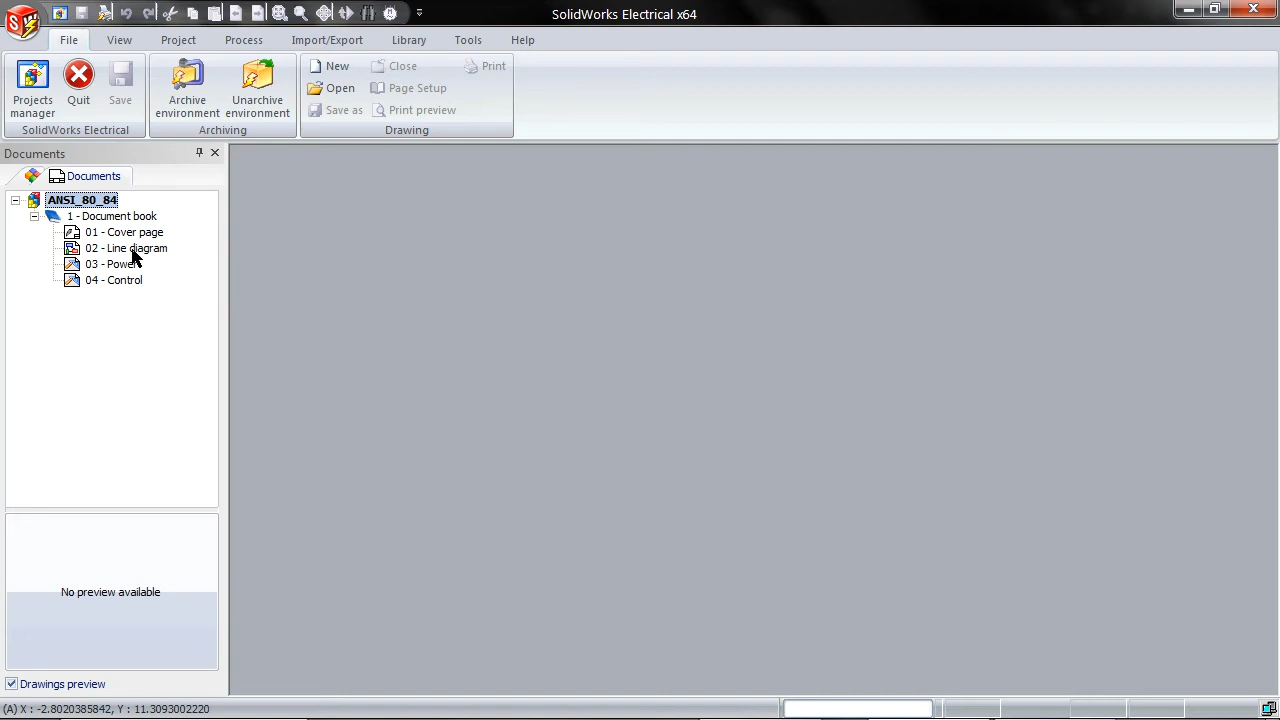 SolidWorks Electrical x64
File View Project Process Import/Export Library Tools Help
Projects manager
Quit
Save
SolidWorks Electrical
Archive environment
Unarchive environment
Archiving
New
Close
Print
Open
Page Setup
Save as
Print preview
Drawing
Documents
Documents
ANSI_80_84
1 - Document book
01 - Cover page
02 - Line diagram
03 - Power
04 - Control
No preview available
Drawings preview
(A) X : -2.8020385842, Y : 11.3093002220